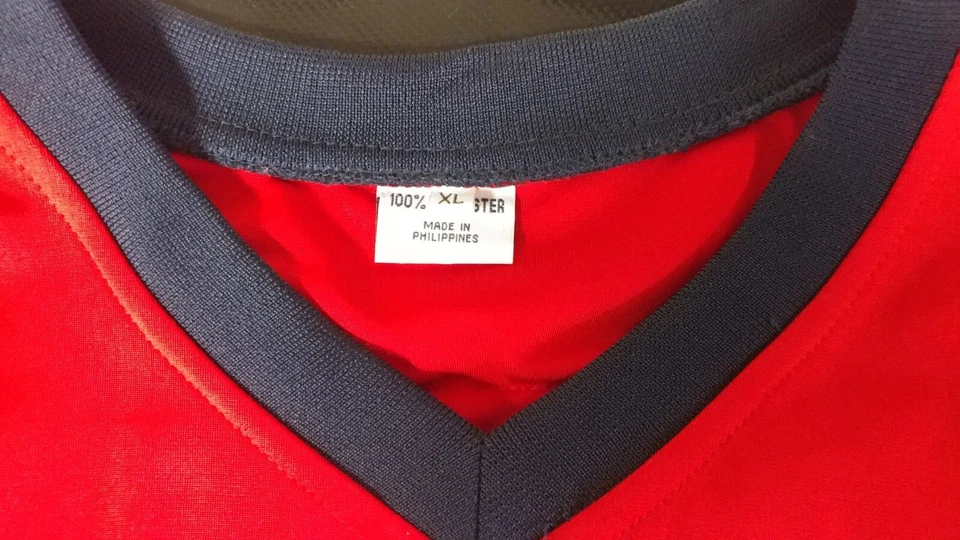 100% XL STER
MADE IN
PHILIPPINES